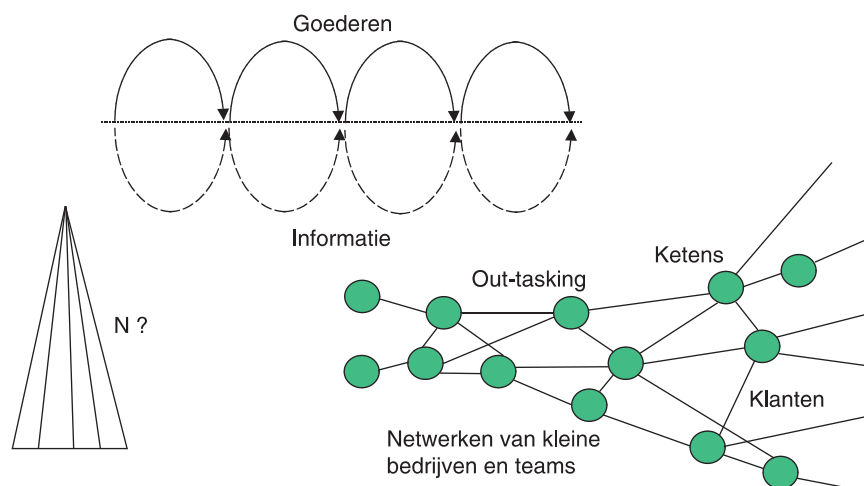 Goederen
Informatie
Ketens
Out-tasking
N ?
Klanten
Netwerken van kleine
bedrijven en teams